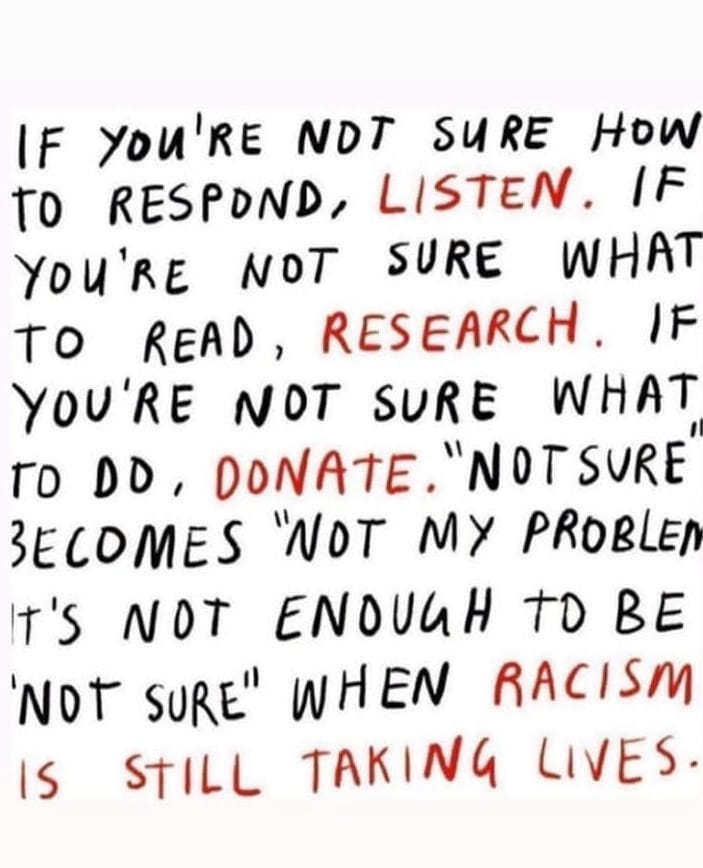 IF YOU'RE NOT SURE HOW
TO RESPOND, LISTEN. IF
YOU'RE NOT SURE WHAT
TO READ, RESEARCH. IF
YOU'RE NOT SURE WHAT
TO DO, DONATE. "NOT SURE"
BECOMES "NOT MY PROBLEM
IT'S NOT ENOUGH TO BE
"NOT SURE" WHEN RACISM
IS STILL TAKING LIVES.